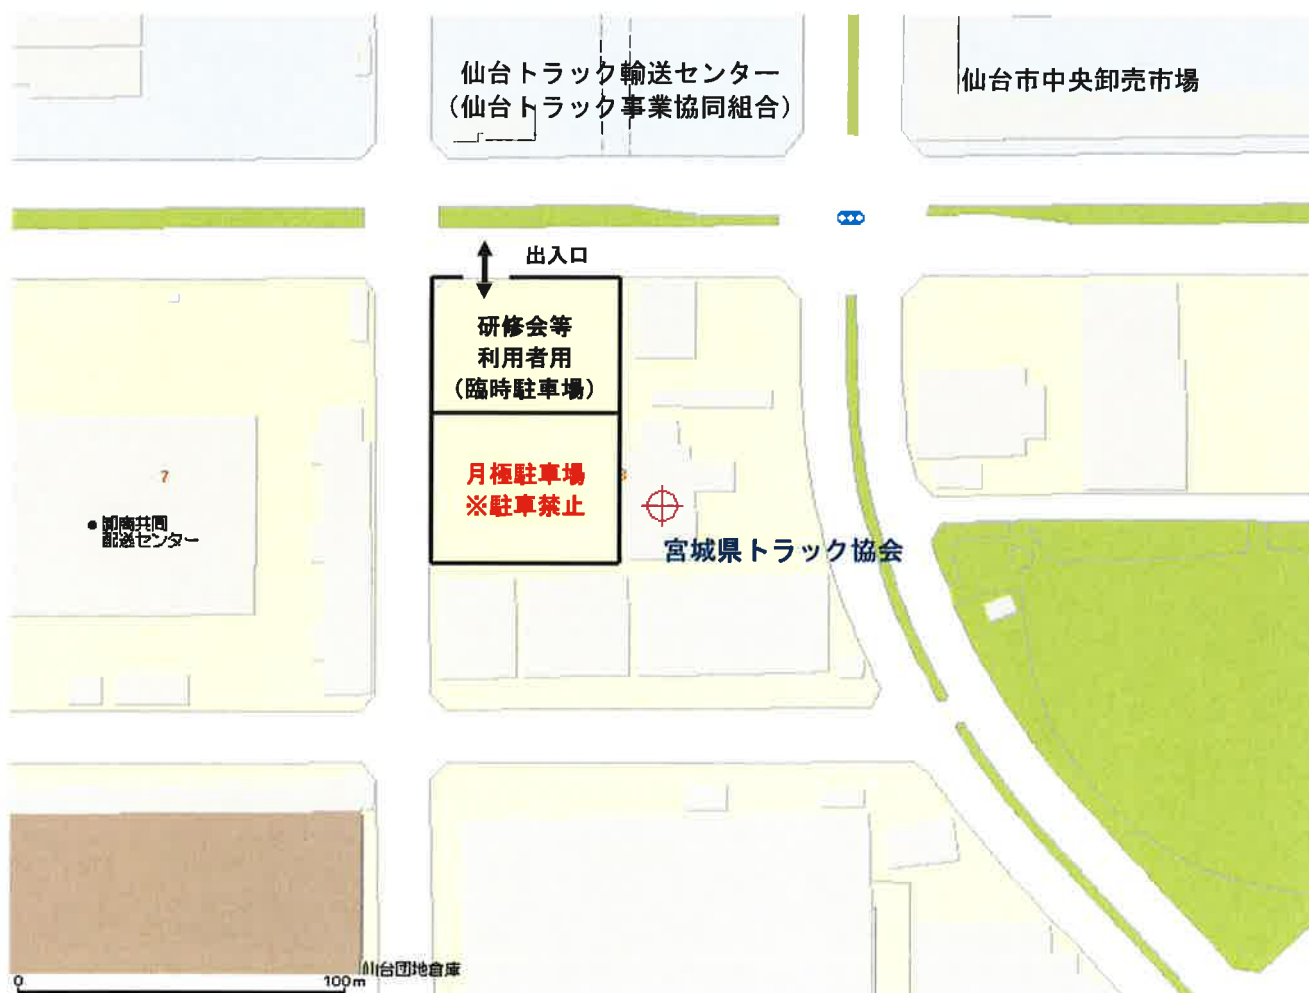 仙台トラック輸送センター
（仙台トラック事業協同組合）
仙台市中央卸売市場
出入口
研修会等
利用者用
（臨時駐車場）
月極駐車場
※駐車禁止
7
3
卸商共同
配送センター
宮城県トラック協会
仙台団地倉庫
0
100m